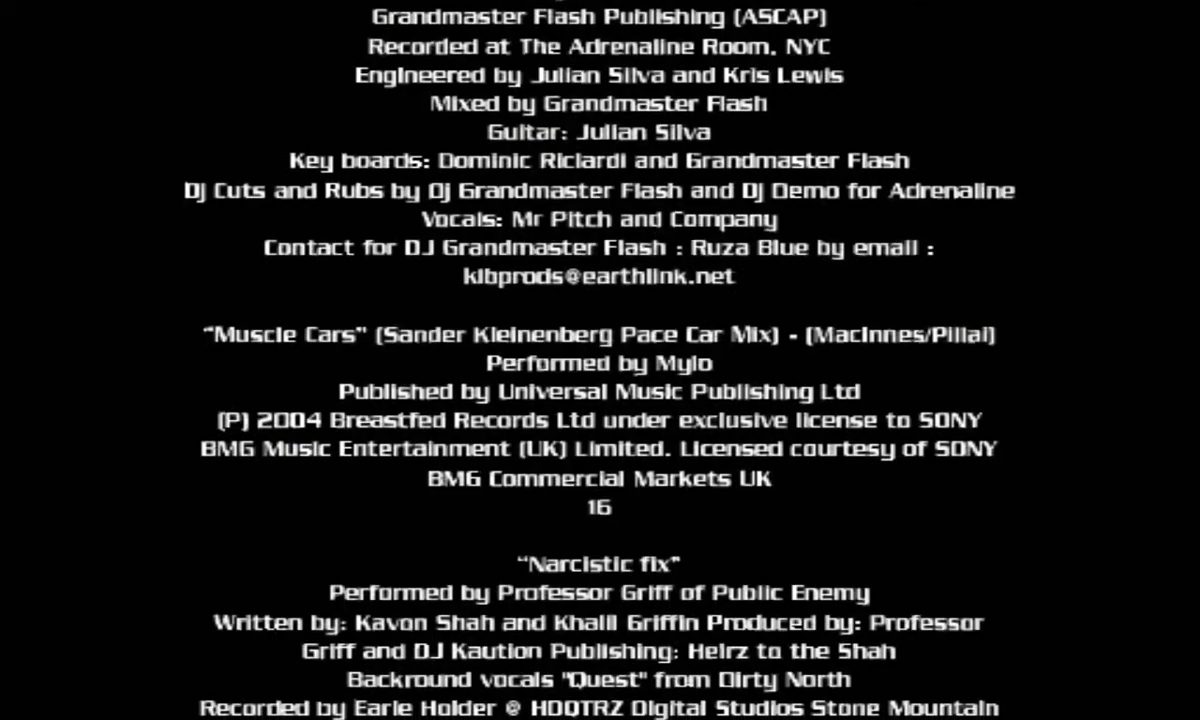 Grandmaster Flash Publishing (ASCAP)
Recorded at The Adrenaline Room, NYC
Engineered by Julian Silva and Kris Lewis
Mixed by Grandmaster Flash
Guitar: Julian Silva
Key boards: Dominic Riciardi and Grandmaster Flash
Dj Cuts and Rubs by Dj Grandmaster Flash and Dj Demo for Adrenaline
Vocals: Mr Pitch and Company
Contact for DJ Grandmaster Flash : Ruza Blue by email :
klbprods@earthlink.net
“Muscle Cars” (Sander Kleinenberg Pace Car Mix) - (MacInnes/Pillai)
Performed by Mylo
Published by Universal Music Publishing Ltd
(P) 2004 Breastfed Records Ltd under exclusive license to SONY
BMG Music Entertainment (UK) Limited. Licensed courtesy of SONY
BMG Commercial Markets UK
16
“Narcistic fix”
Performed by Professor Griff of Public Enemy
Written by: Kavon Shah and Khalil Griffin Produced by: Professor
Griff and DJ Kaution Publishing: Heirz to the Shah
Backround vocals "Quest" from Dirty North
Recorded by Earle Holder @ HDQTRZ Digital Studios Stone Mountain